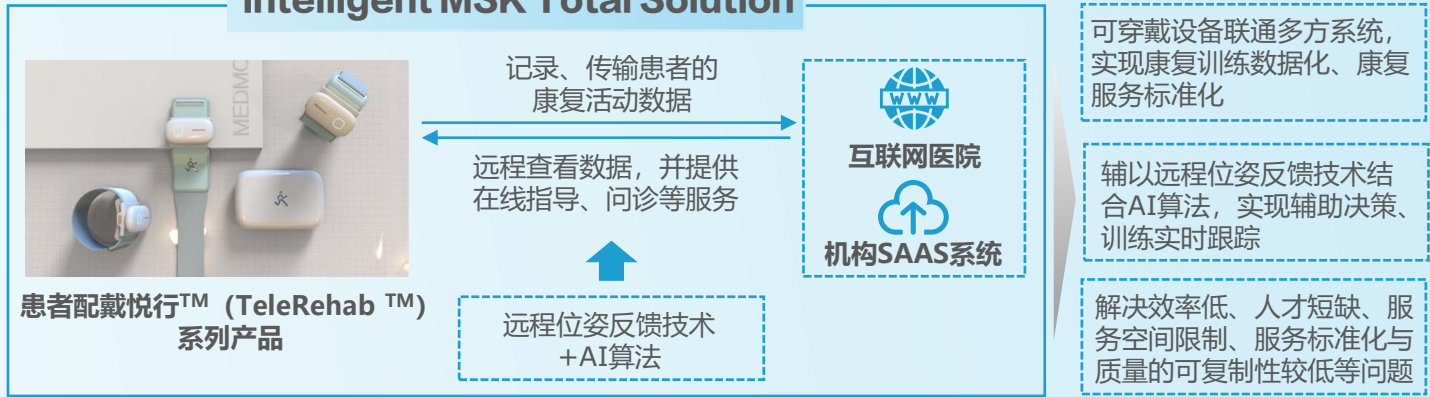 Intelligent MSK Total Solution
MEDMO
患者配戴悦行TM（TeleRehab TM）
系列产品
记录、传输患者的
康复活动数据
远程查看数据，并提供
在线指导、问诊等服务
远程位姿反馈技术
+AI算法
WWW
互联网医院
机构SAAS系统
可穿戴设备联通多方系统，
实现康复训练数据化、康复
服务标准化
辅以远程位姿反馈技术结
合AI算法，实现辅助决策、
训练实时跟踪
解决效率低、人才短缺、服
务空间限制、服务标准化与
质量的可复制性较低等问题